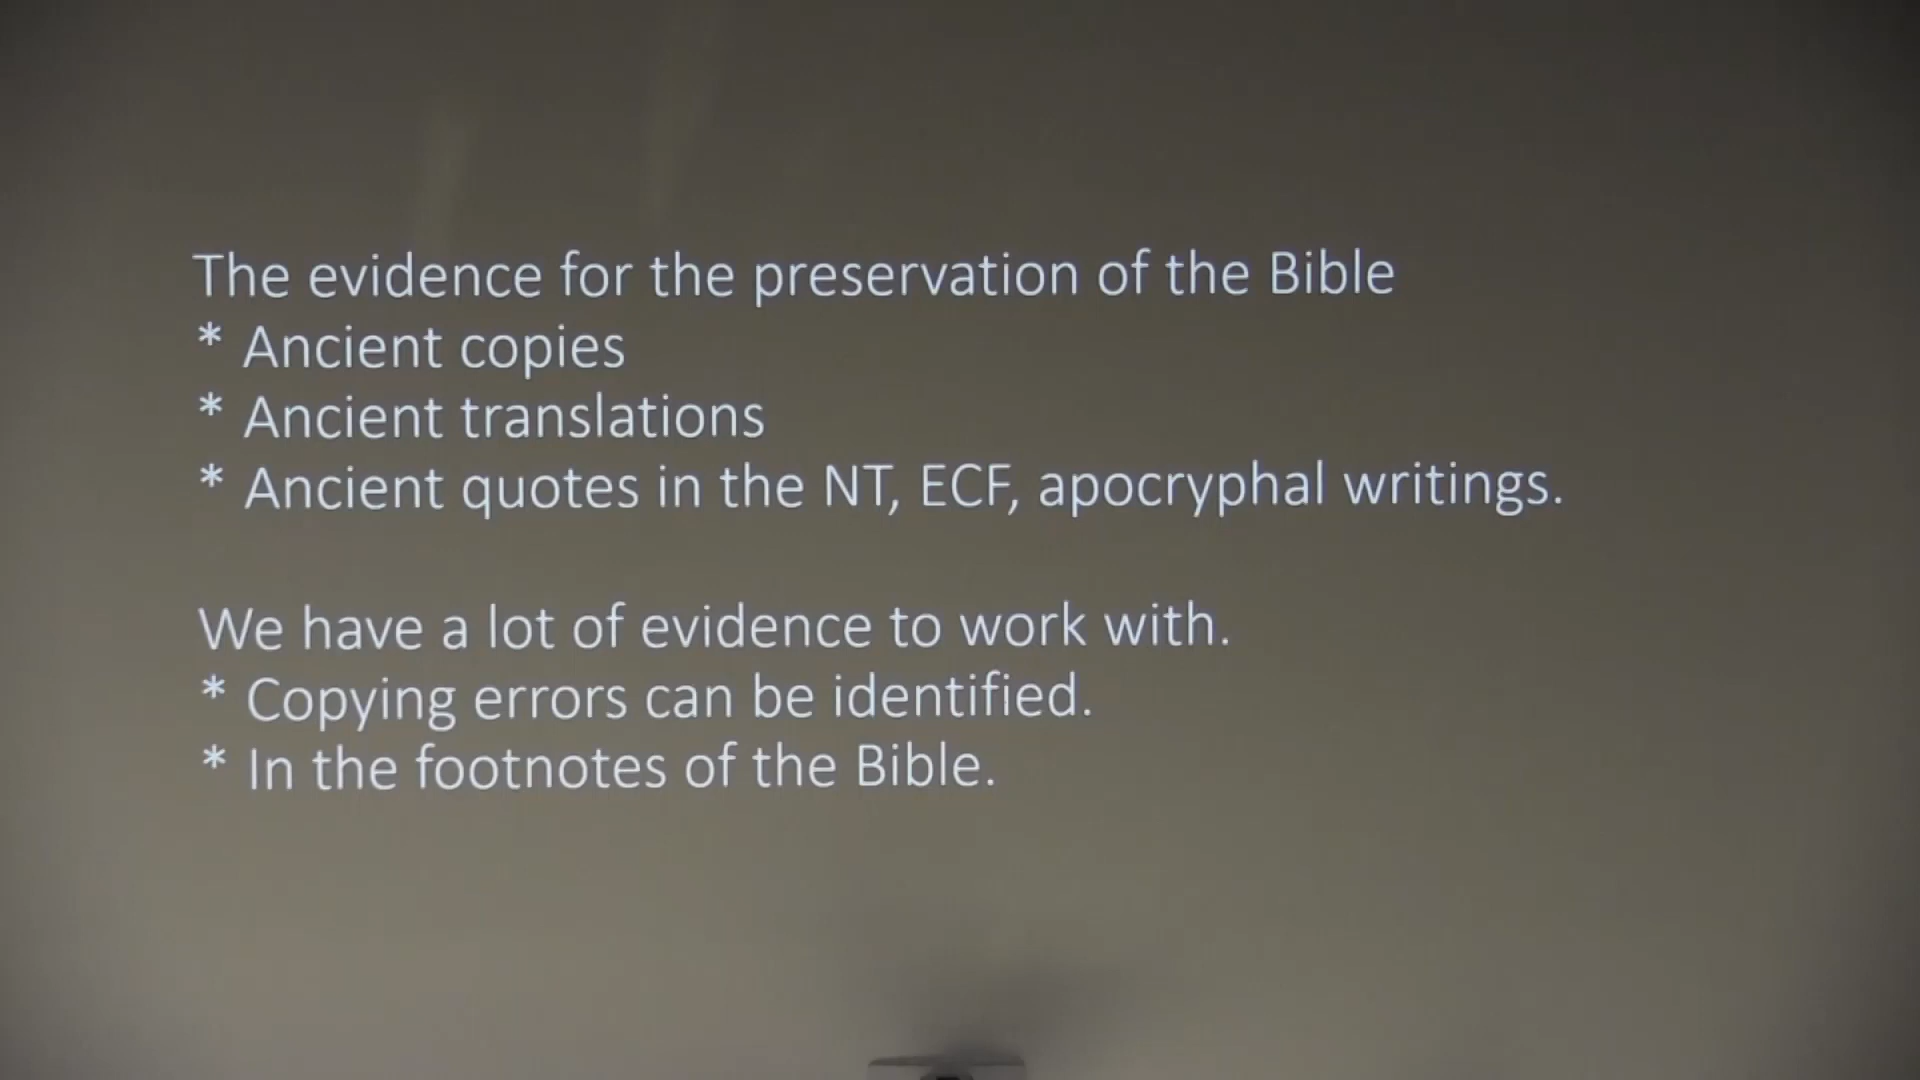 The evidence for the preservation of the Bible
* Ancient copies
* Ancient translations
* Ancient quotes in the NT, ECF, apocryphal writings.
We have a lot of evidence to work with.
* Copying errors can be identified.
* In the footnotes of the Bible.